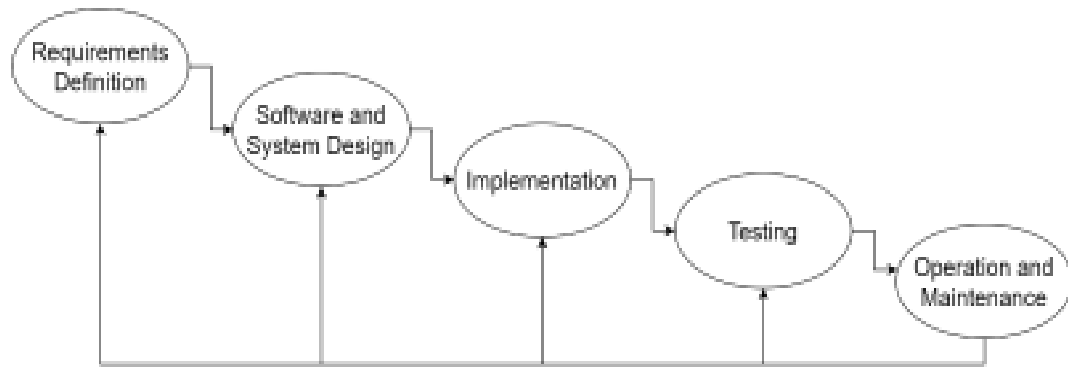 Requirements
Definition
Software and
System Design
Implementation
Testing
Operation and
Maintenance